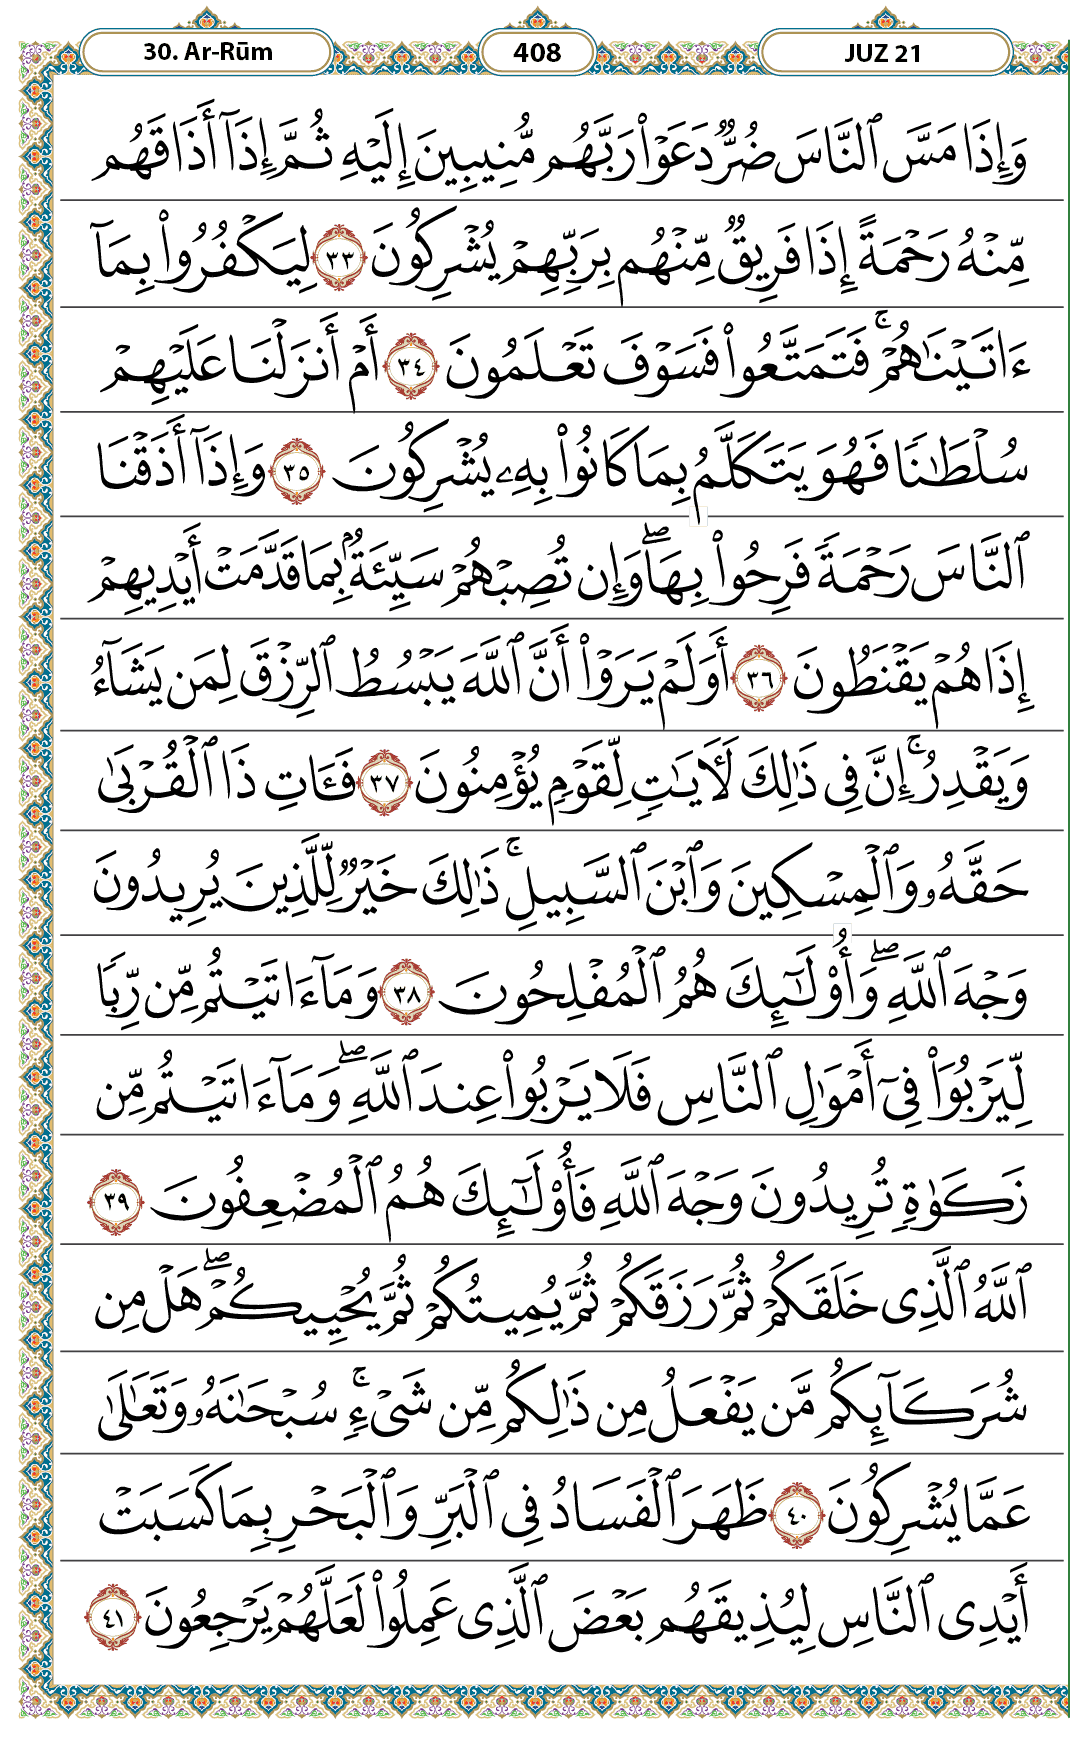 30. Ar-Rūm
408
JUZ 21
وَإِذَا مَسَّ ٱلنَّاسَ ضُرٌّ دَعَوْا۟ رَبَّهُم مُّنِيبِينَ إِلَيْهِ ثُمَّ إِذَآ أَذَاقَهُم
مِّنْهُ رَحْمَةً إِذَا فَرِيقٌ مِّنْهُم بِرَبِّهِمْ يُشْرِكُونَ ٣٣ لِيَكْفُرُوا۟ بِمَآ
ءَاتَيْنَٰهُمْ ۚ فَتَمَتَّعُوا۟ فَسَوْفَ تَعْلَمُونَ ٣٤ أَمْ أَنزَلْنَا عَلَيْهِمْ
سُلْطَٰنًا فَهُوَ يَتَكَلَّمُ بِمَا كَانُوا۟ بِهِۦ يُشْرِكُونَ ٣٥ وَإِذَآ أَذَقْنَا
ٱلنَّاسَ رَحْمَةً فَرِحُوا۟ بِهَا ۖ وَإِن تُصِبْهُمْ سَيِّئَةٌۢ بِمَا قَدَّمَتْ أَيْدِيهِمْ
إِذَا هُمْ يَقْنَطُونَ ٣٦ أَوَلَمْ يَرَوْا۟ أَنَّ ٱللَّهَ يَبْسُطُ ٱلرِّزْقَ لِمَن يَشَآءُ
وَيَقْدِرُ ۚ إِنَّ فِى ذَٰلِكَ لَـَٔايَٰتٍ لِّقَوْمٍ يُؤْمِنُونَ ٣٧ فَـَٔاتِ ذَا ٱلْقُرْبَىٰ
حَقَّهُۥ وَٱلْمِسْكِينَ وَٱبْنَ ٱلسَّبِيلِ ۚ ذَٰلِكَ خَيْرٌ لِّلَّذِينَ يُرِيدُونَ
وَجْهَ ٱللَّهِ ۖ وَأُو۟لَٰٓئِكَ هُمُ ٱلْمُفْلِحُونَ ٣٨ وَمَآ ءَاتَيْتُم مِّن رِّبًا
لِّيَرْبُوَا۟ فِىٓ أَمْوَٰلِ ٱلنَّاسِ فَلَا يَرْبُوا۟ عِندَ ٱللَّهِ ۖ وَمَآ ءَاتَيْتُم مِّن
زَكَوٰةٍ تُرِيدُونَ وَجْهَ ٱللَّهِ فَأُو۟لَٰٓئِكَ هُمُ ٱلْمُضْعِفُونَ ٣٩
ٱللَّهُ ٱلَّذِى خَلَقَكُمْ ثُمَّ رَزَقَكُمْ ثُمَّ يُمِيتُكُمْ ثُمَّ يُحْيِيكُمْ ۖ هَلْ مِن
شُرَكَآئِكُم مَّن يَفْعَلُ مِن ذَٰلِكُم مِّن شَىْءٍ ۚ سُبْحَٰنَهُۥ وَتَعَٰلَىٰ
عَمَّا يُشْرِكُونَ ٤٠ ظَهَرَ ٱلْفَسَادُ فِى ٱلْبَرِّ وَٱلْبَحْرِ بِمَا كَسَبَتْ
أَيْدِى ٱلنَّاسِ لِيُذِيقَهُم بَعْضَ ٱلَّذِى عَمِلُوا۟ لَعَلَّهُمْ يَرْجِعُونَ ٤١